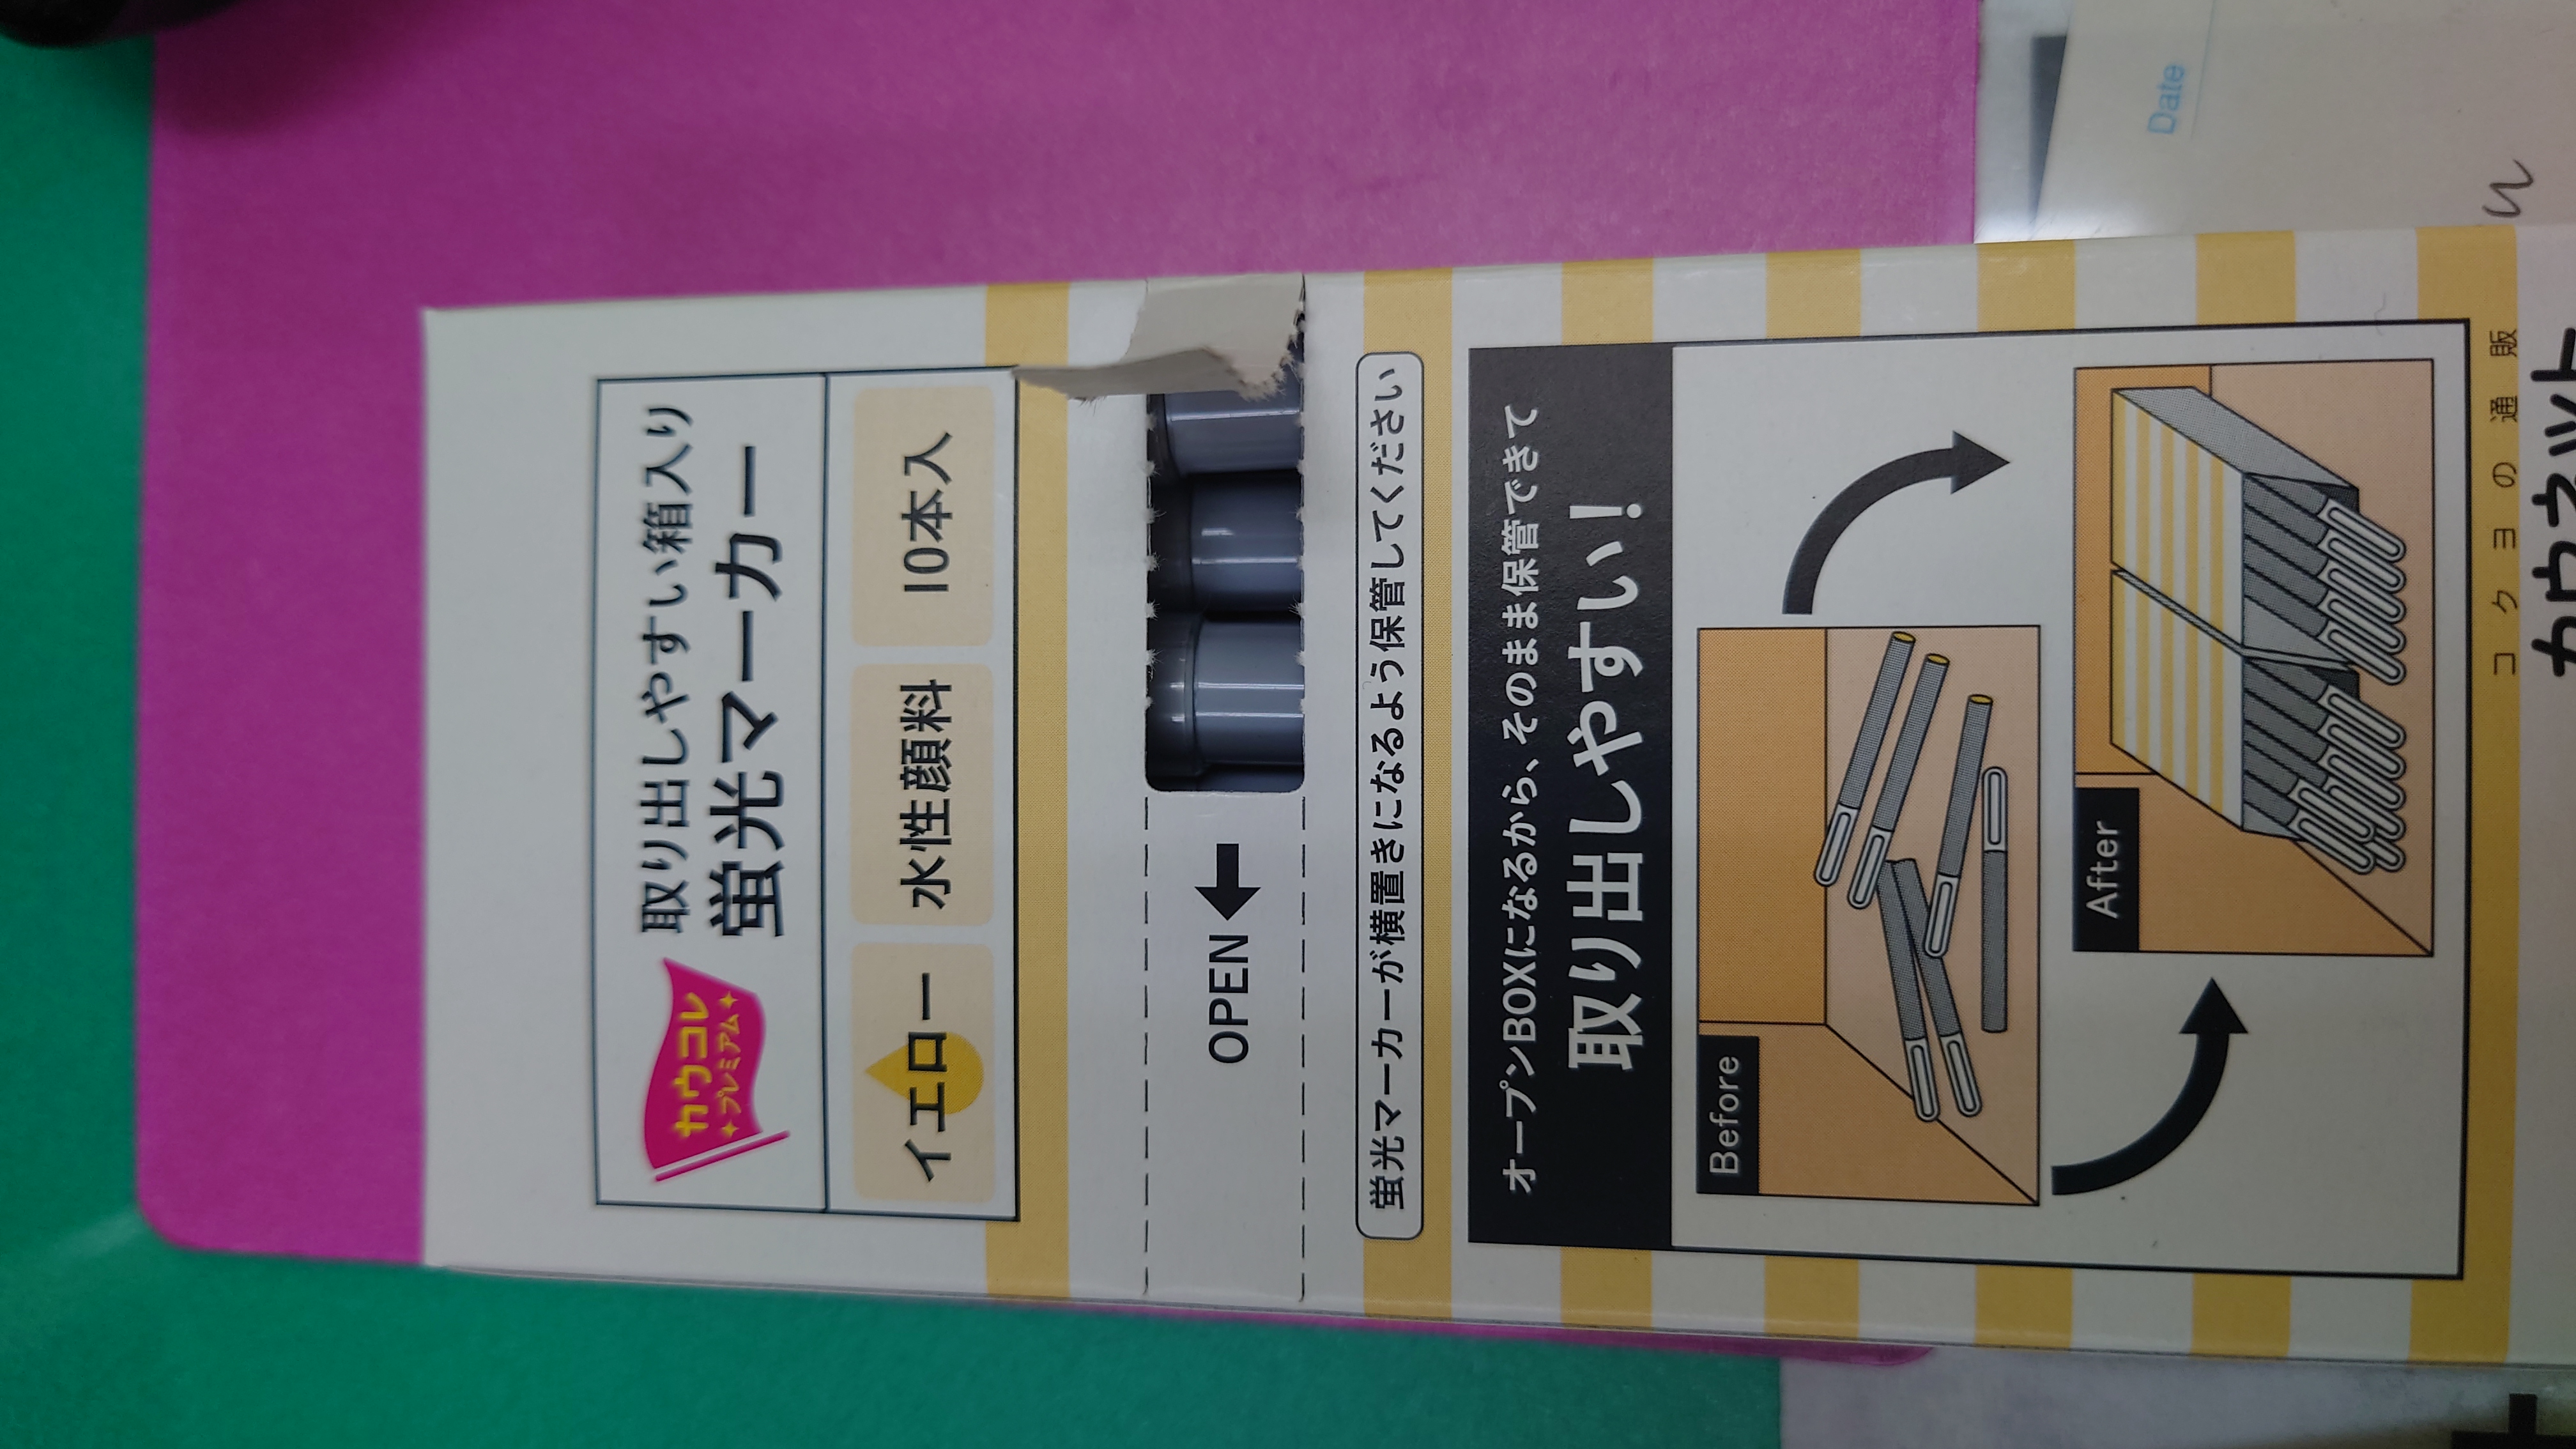 カウコレ
プレミアム
取り出しやすい箱入り
蛍光マーカー
イエロー
水性顔料
10本入
OPEN
蛍光マーカーが横置きになるよう保管してください
オープンBOXになるから、そのまま保管できて
取り出しやすい!
Before
After
コクヨの通販
カウネット
Date